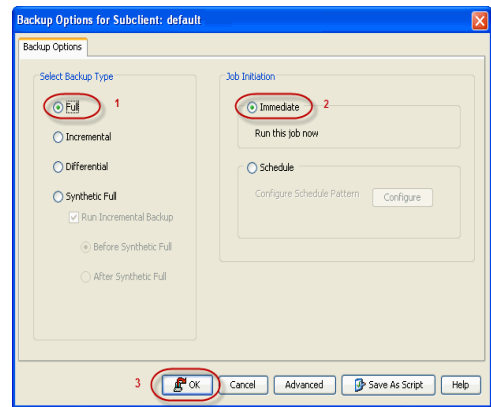 Backup Options for Subclient: default
Backup Options
Select Backup Type
Full
1
Incremental
Differential
Synthetic Full
Run Incremental Backup
Before Synthetic Full
After Synthetic Full
Job Initiation
Immediate
2
Run this job now
Schedule
Configure Schedule Pattern
Configure
3
OK
Cancel
Advanced
Save As Script
Help